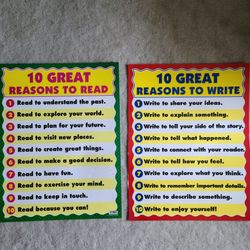 10 GREAT
REASONS TO READ
1 Read to understand the past.
2 Read to explore your world.
3 Read to plan for your future.
4 Read to visit new places.
5 Read to create great things.
6 Read to make a good decision.
7 Read to have fun.
8 Read to exercise your mind.
9 Read to keep in touch.
10 Read because you can!
10 GREAT
REASONS TO WRITE
1 Write to share your ideas.
2 Write to explain something.
3 Write to tell your side of the story.
4 Write to tell what happened.
5 Write to connect with your reader.
6 Write to tell how you feel.
7 Write to explore what you think.
8 Write to remember important details.
9 Write to describe something.
10 Write to enjoy yourself!